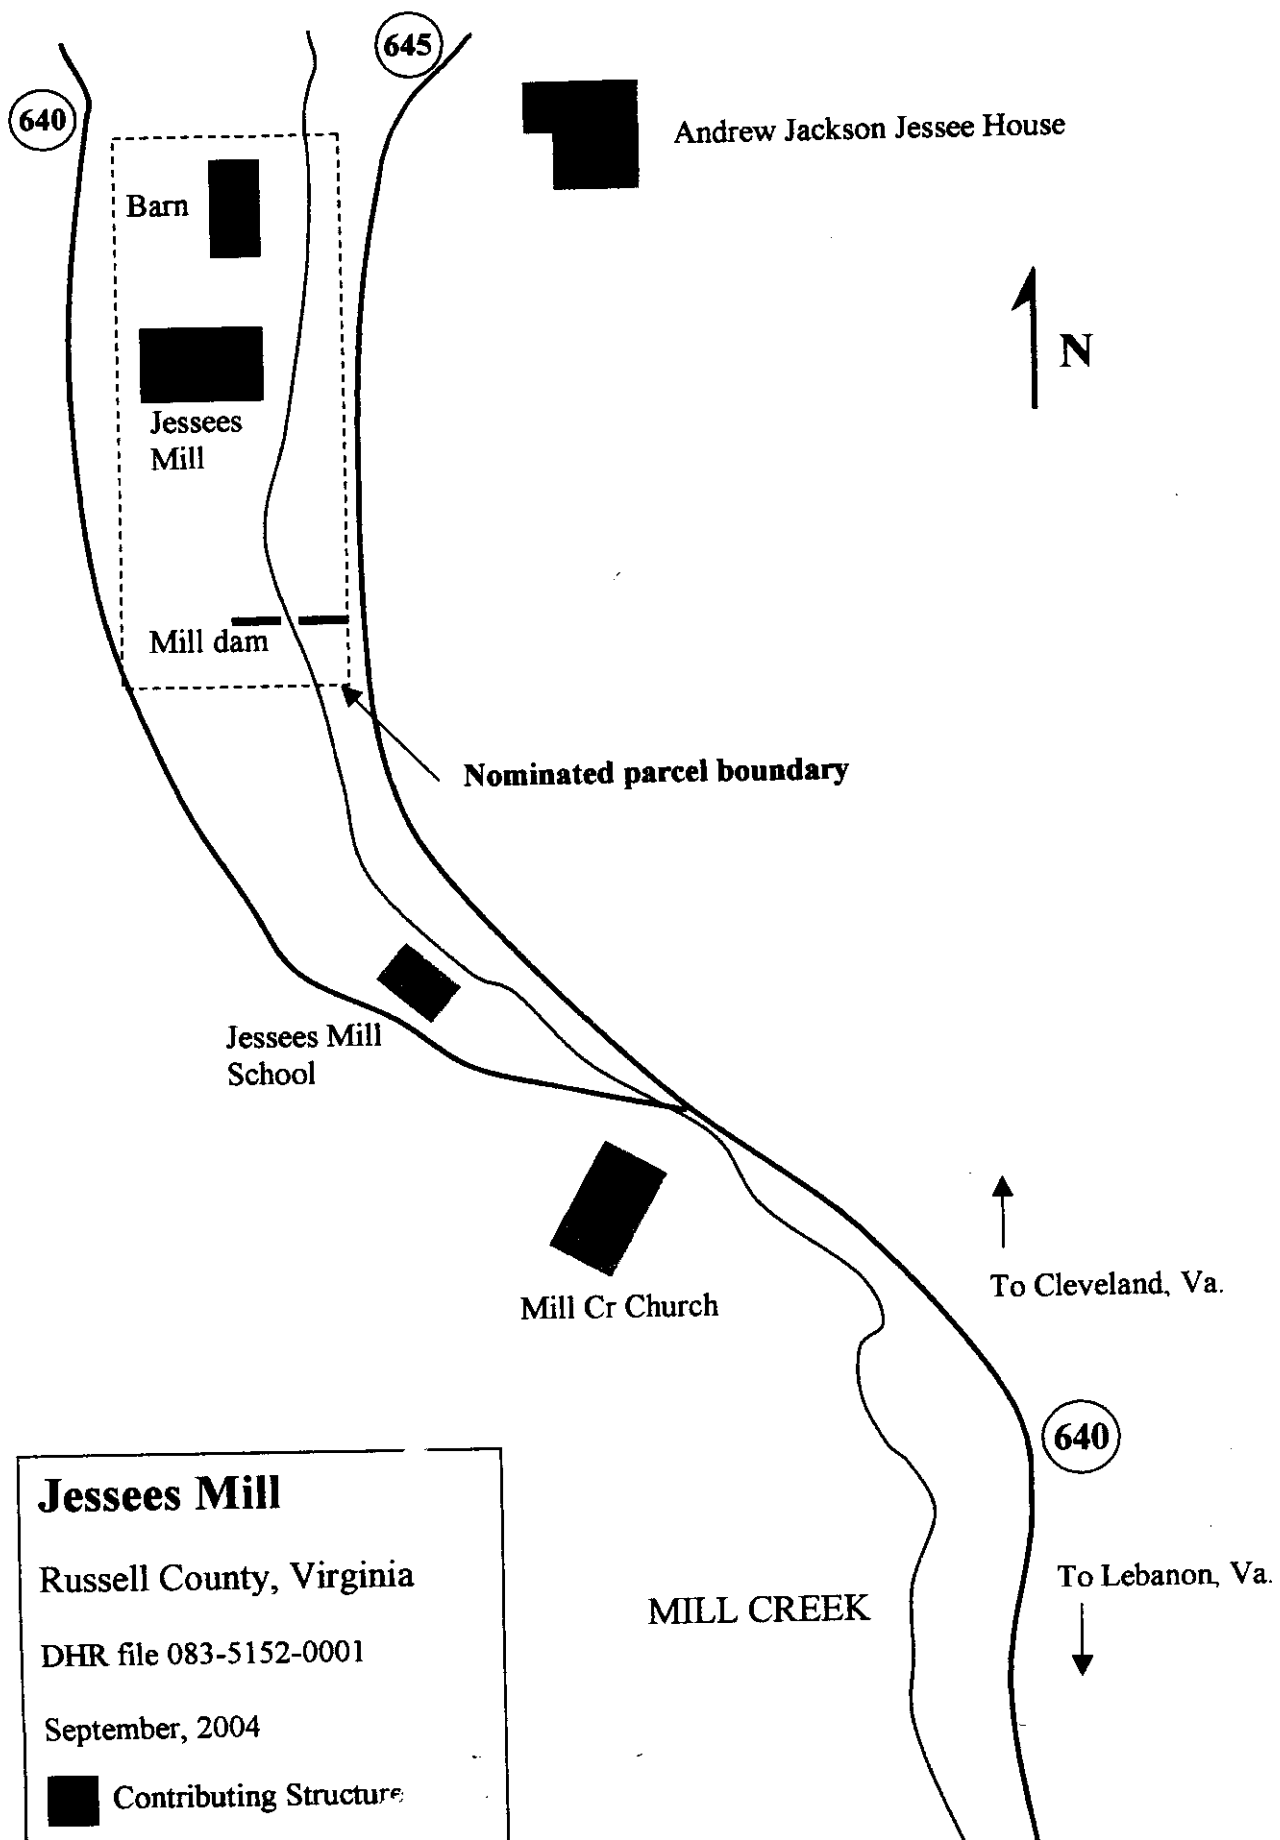 645
640
Andrew Jackson Jessee House
Barn
N
Jessees
Mill
Mill dam
Nominated parcel boundary
Jessees Mill
School
To Cleveland, Va.
Mill Cr Church
640
Jessees Mill
Russell County, Virginia
To Lebanon, Va.
MILL CREEK
DHR file 083-5152-0001
September, 2004
Contributing Structure